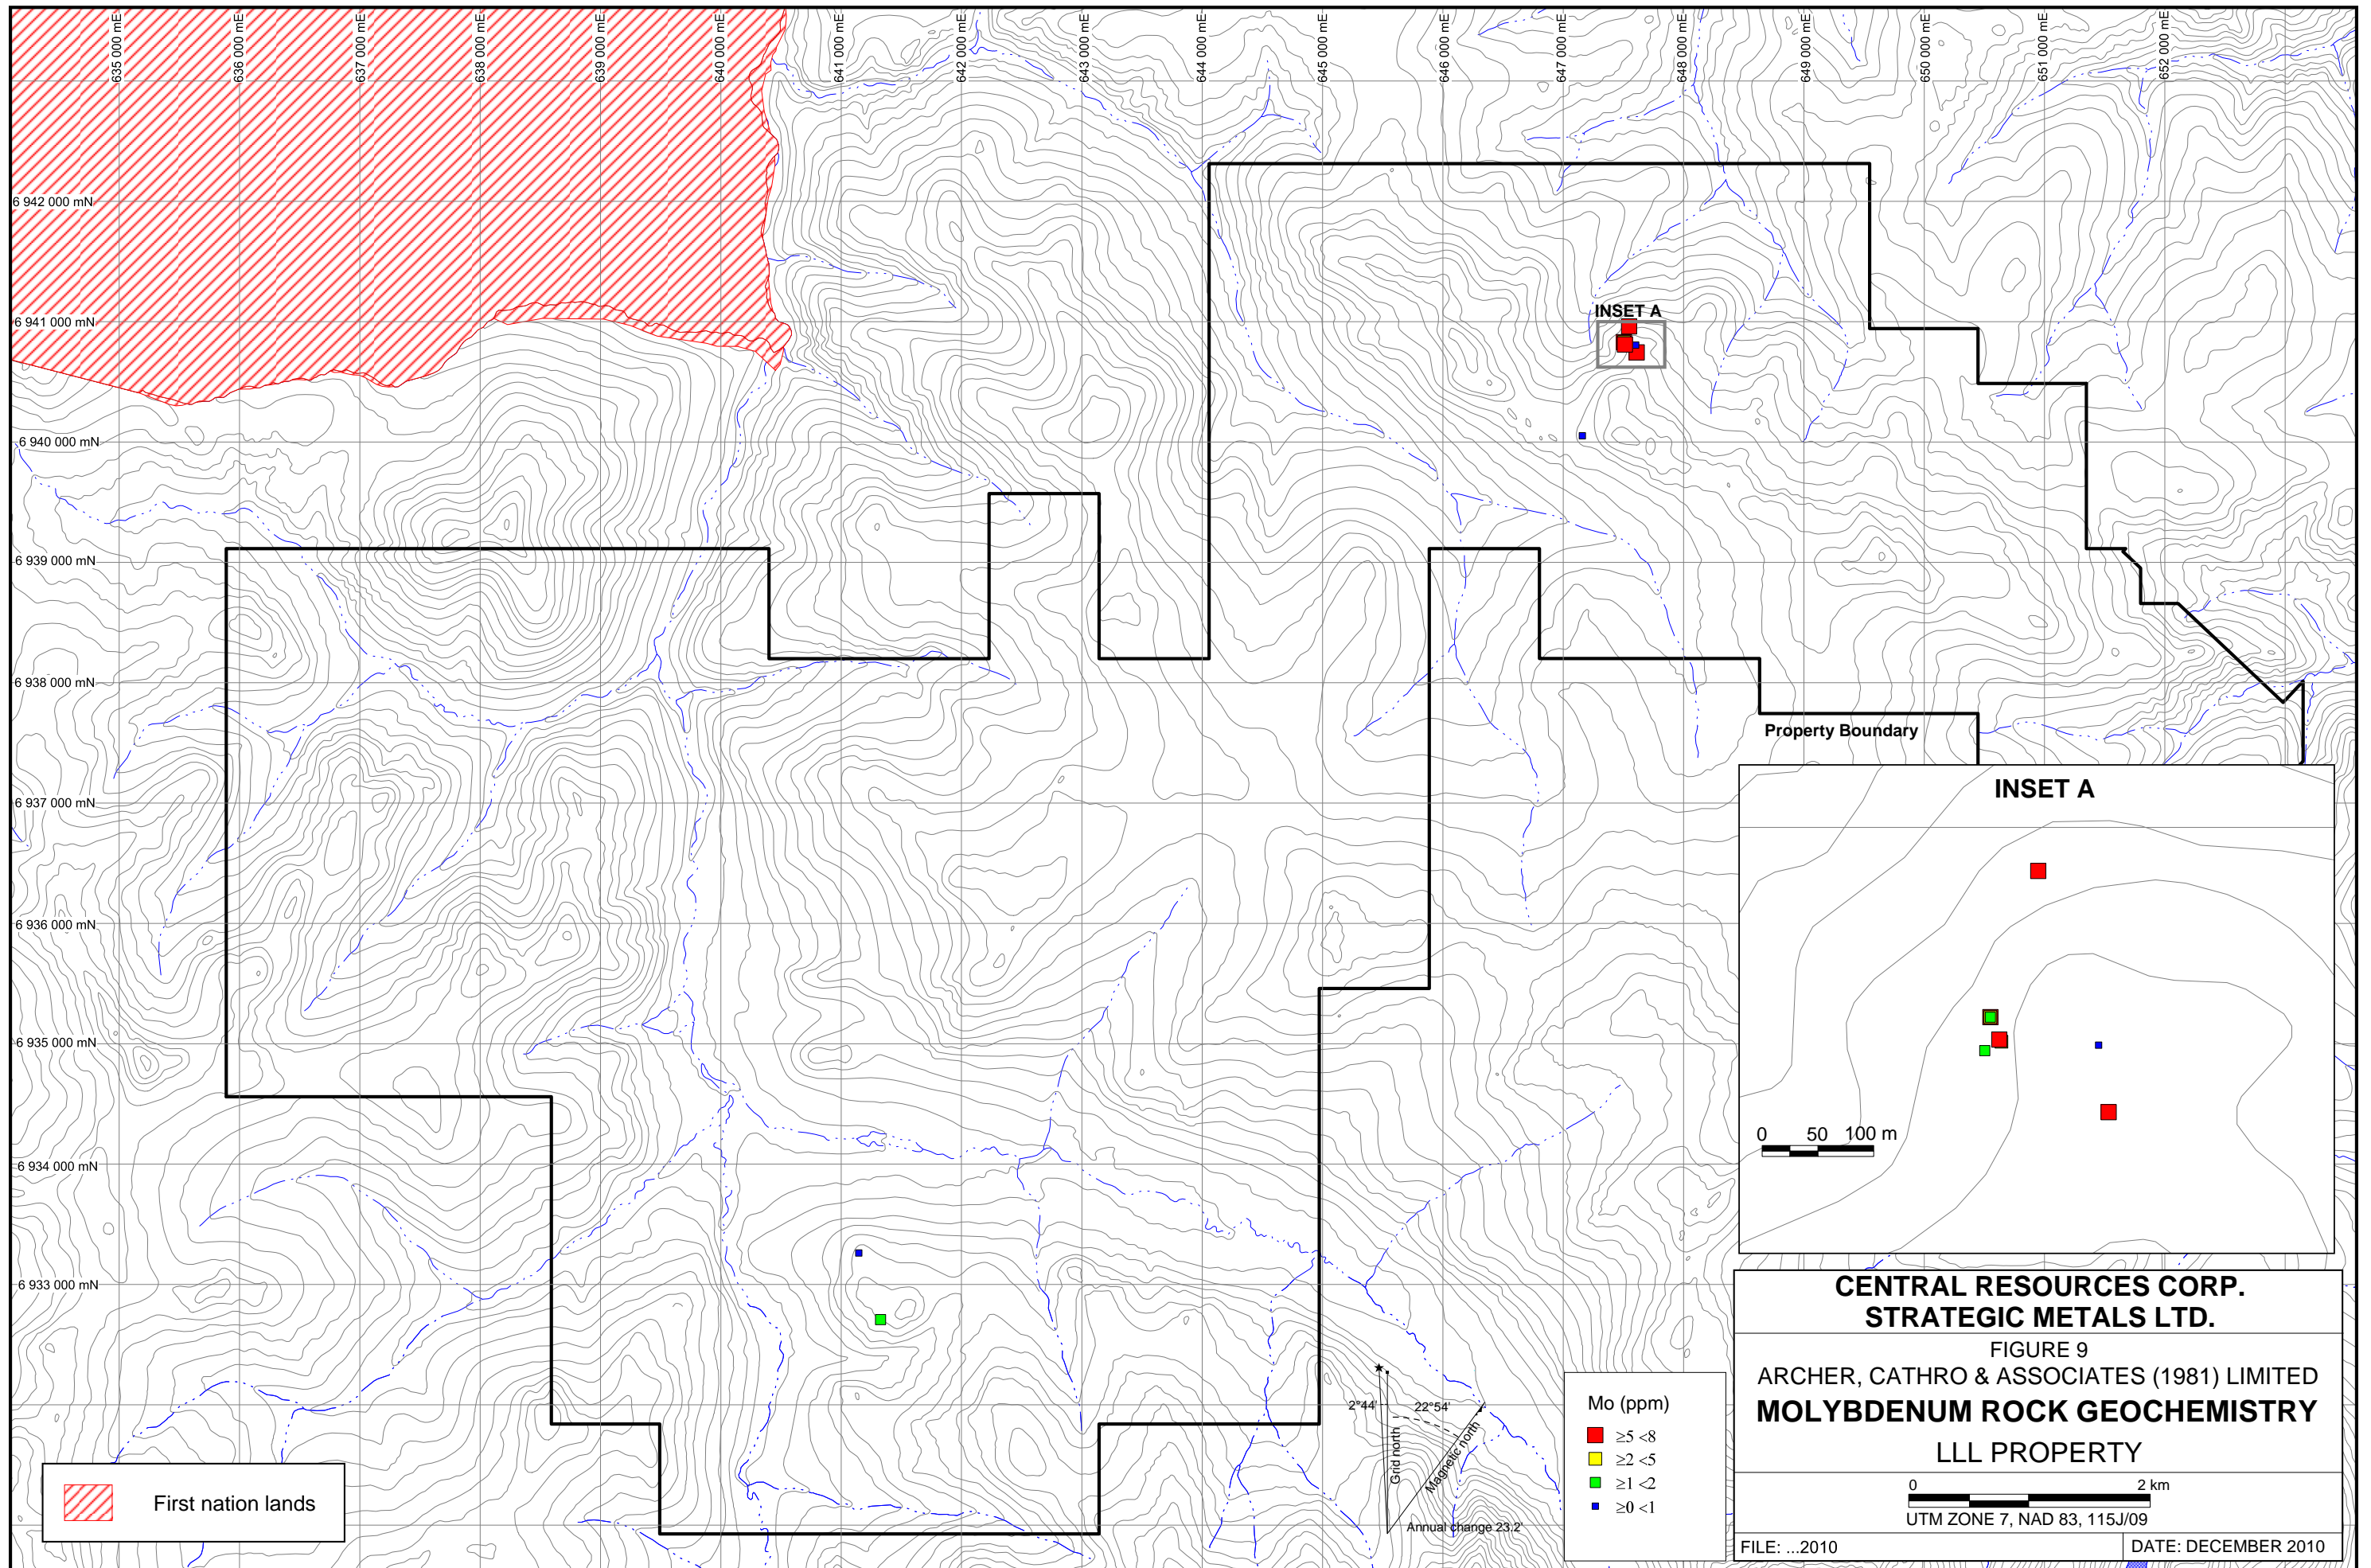 635 000 mE
636 000 mE
637 000 mE
638 000 mE
639 000 mE
640 000 mE
641 000 mE
642 000 mE
643 000 mE
644 000 mE
645 000 mE
646 000 mE
647 000 mE
648 000 mE
649 000 mE
650 000 mE
651 000 mE
652 000 mE
6 942 000 mN
6 941 000 mN
6 940 000 mN
6 939 000 mN
6 938 000 mN
6 937 000 mN
6 936 000 mN
6 935 000 mN
6 934 000 mN
6 933 000 mN
INSET A
Property Boundary
INSET A
0 50 100 m
First nation lands
2°44'
22°54'
Grid north
Magnetic north
Annual change 23.2'
Mo (ppm)
≥5 <8
≥2 <5
≥1 <2
≥0 <1
CENTRAL RESOURCES CORP.
STRATEGIC METALS LTD.
FIGURE 9
ARCHER, CATHRO & ASSOCIATES (1981) LIMITED
MOLYBDENUM ROCK GEOCHEMISTRY
LLL PROPERTY
0 2 km
UTM ZONE 7, NAD 83, 115J/09
FILE: ...2010
DATE: DECEMBER 2010